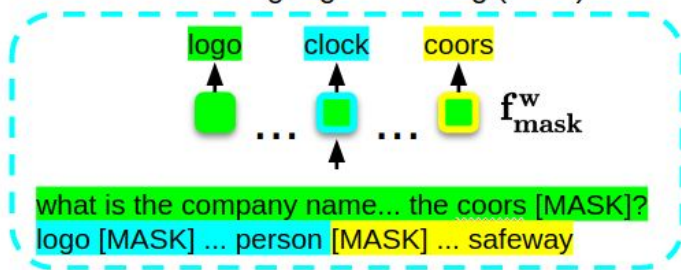 logo clock coors
... ... f^w_mask
what is the company name... the coors [MASK]?
logo [MASK] ... person [MASK] ... safeway